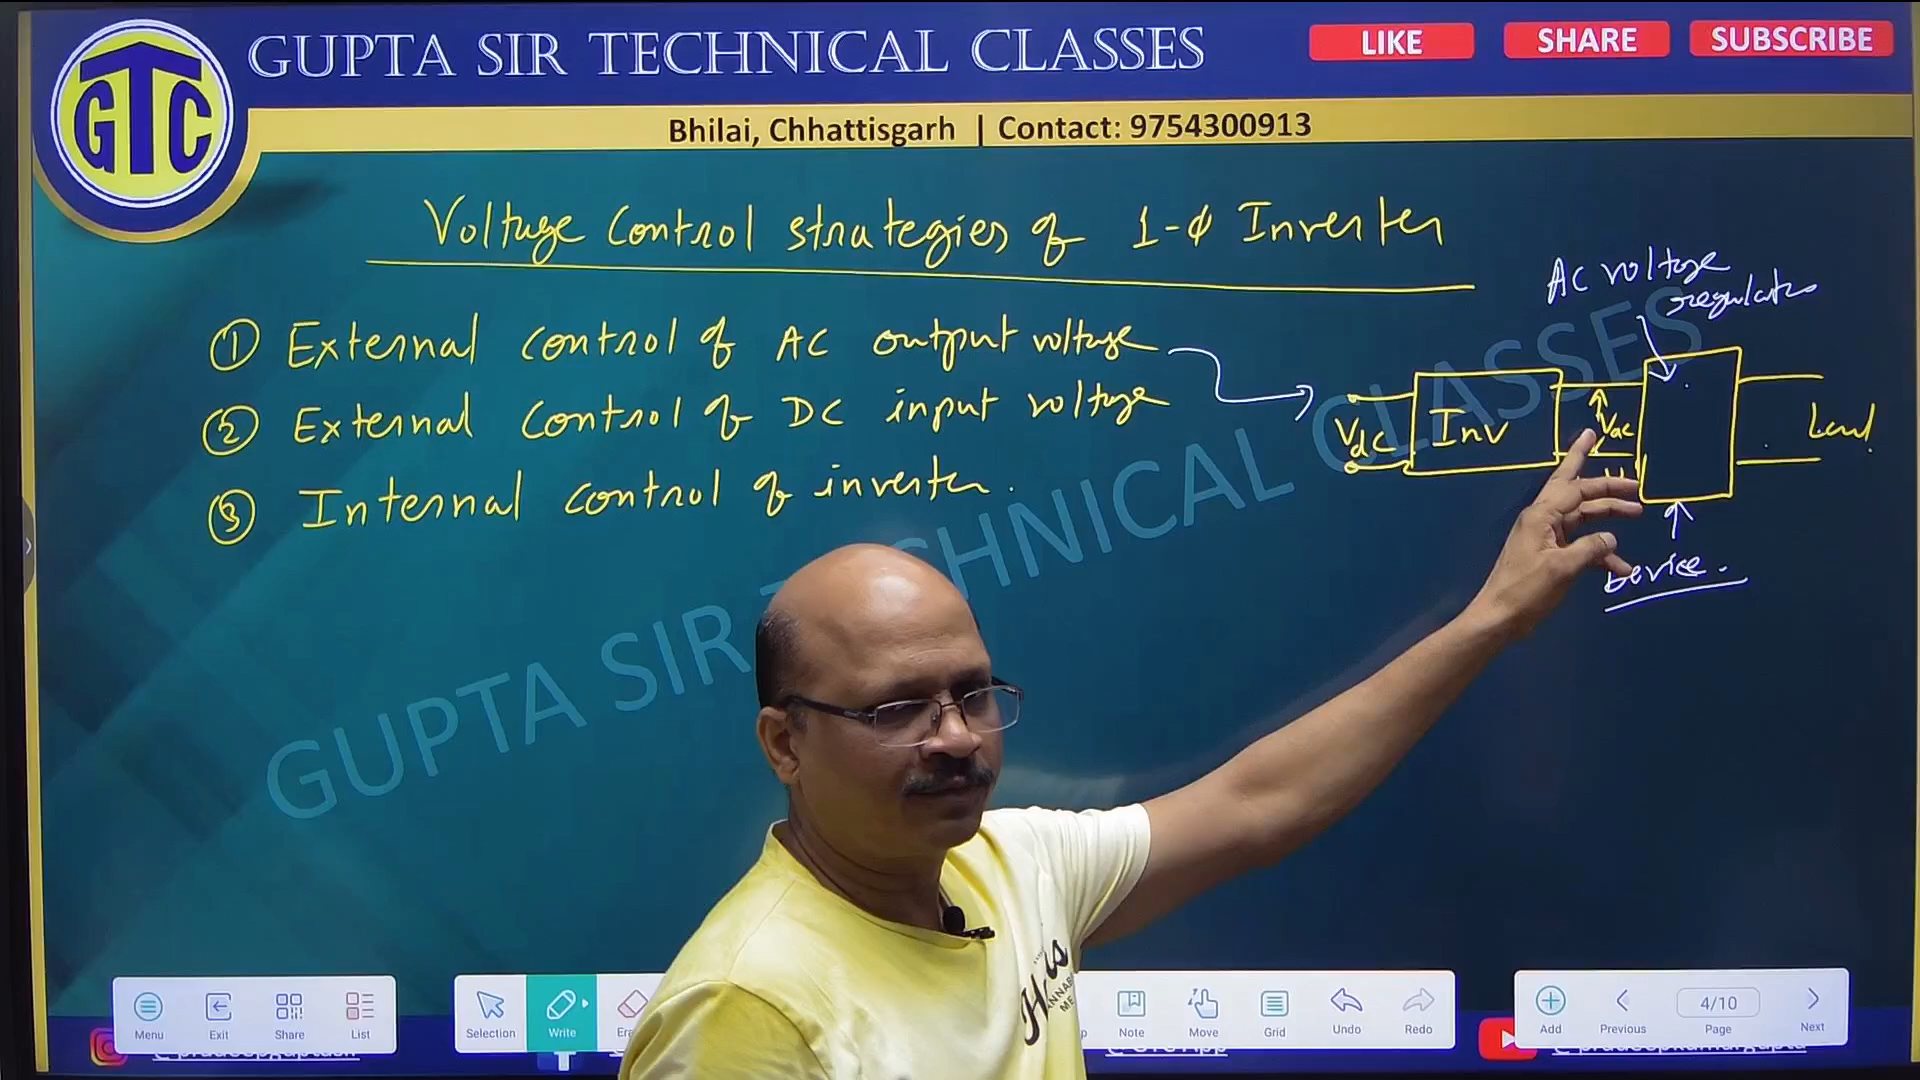 GTC
GUPTA SIR TECHNICAL CLASSES
LIKE
SHARE
SUBSCRIBE
Bhilai, Chhattisgarh | Contact: 9754300913
Voltage Control strategies of 1-ϕ Inverter
① External control of AC output voltage
② External control of DC input voltage
③ Internal control of inverter.
AC voltage
regulator
Vdc
Inv
Vac
Load
Device.
GUPTA SIR TECHNICAL CLASSES
Menu
Exit
Share
List
Selection
Write
Note
Move
Grid
Undo
Redo
Add
Previous
4/10
Page
Next